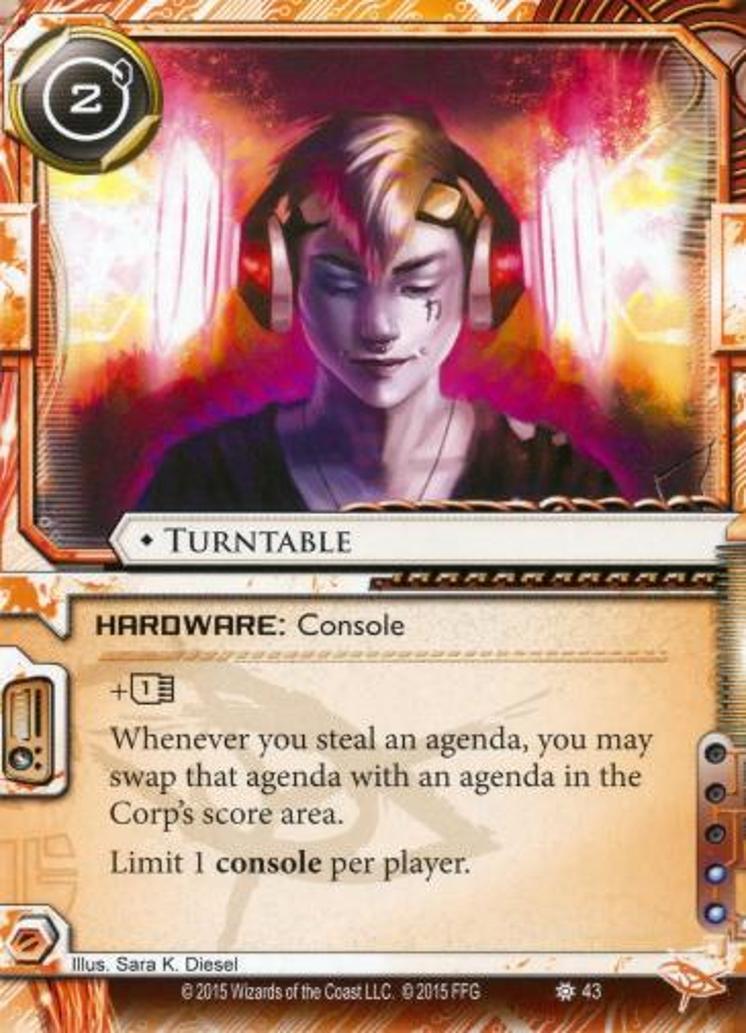 2
◆ TURNTABLE
HARDWARE: Console
+1
Whenever you steal an agenda, you may
swap that agenda with an agenda in the
Corp's score area.
Limit 1 console per player.
Illus. Sara K. Diesel
© 2015 Wizards of the Coast LLC. © 2015 FFG 43